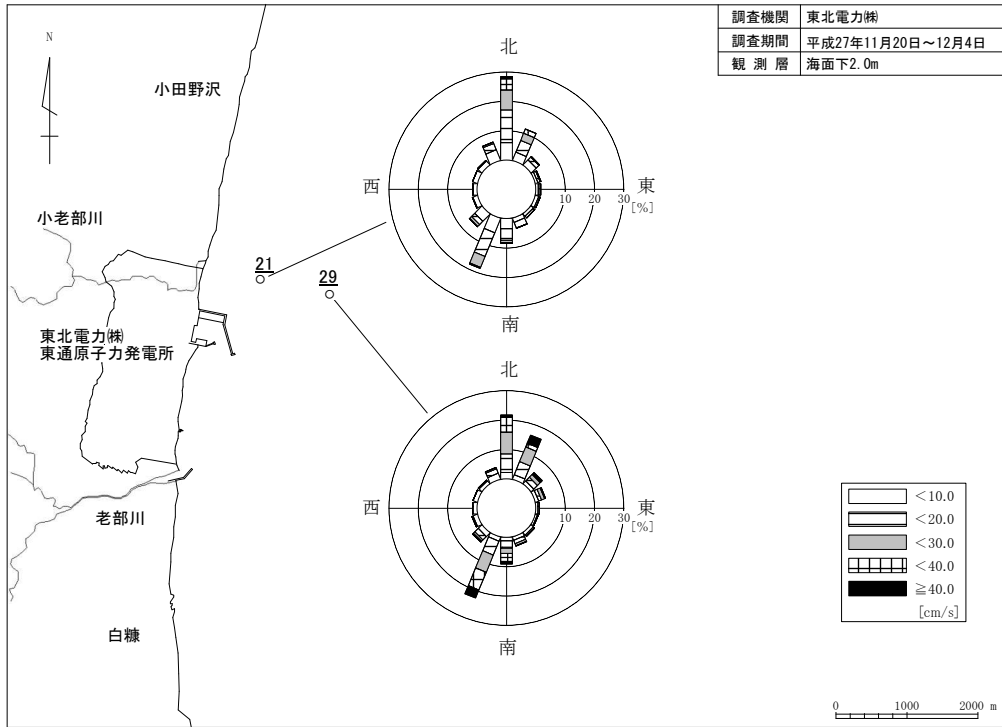 調査機関 東北電力㈱
調査期間 平成27年11月20日~12月4日
観測層 海面下2.0m
N
小田野沢
小老部川
東北電力㈱
東通原子力発電所
老部川
白糠
21
29
北
西
東
南
10 20 30
[%]
北
西
東
南
10 20 30
[%]
<10.0
<20.0
<30.0
<40.0
≧40.0
[cm/s]
0 1000 2000 m